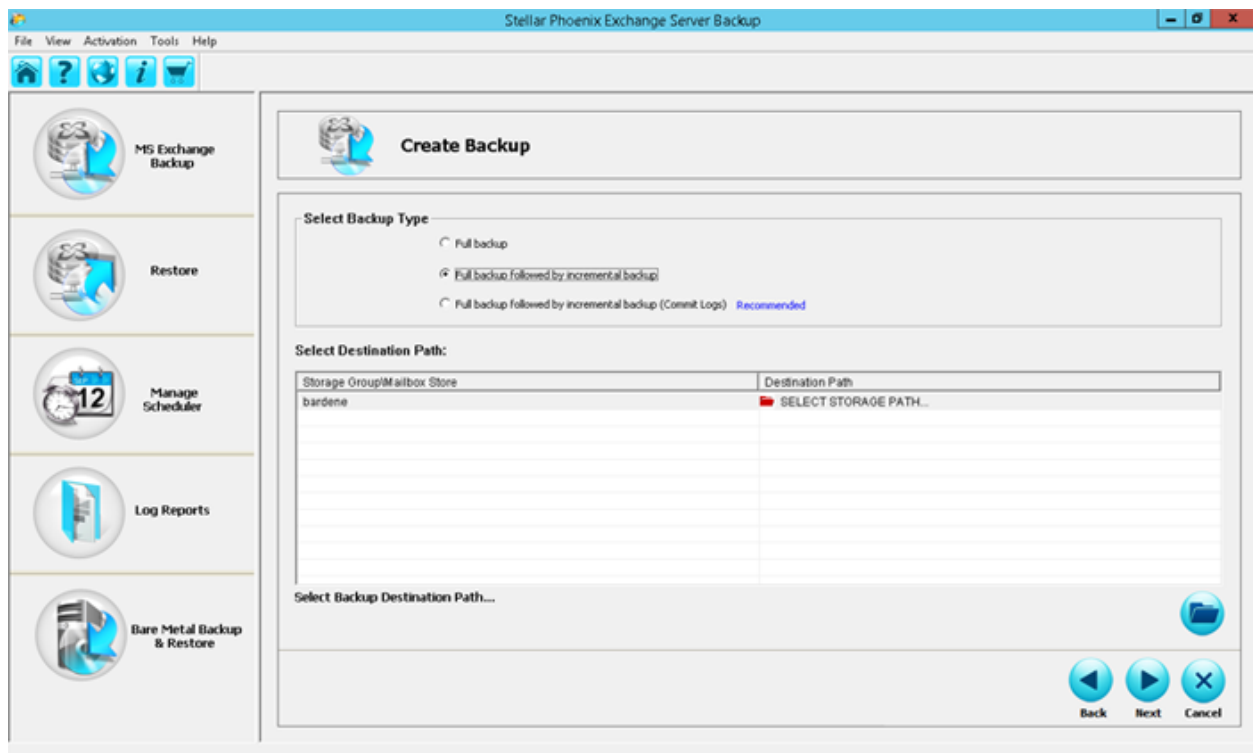 Stellar Phoenix Exchange Server Backup
File View Activation Tools Help
MS Exchange
Backup
Restore
SEP
12
Manage
Scheduler
Log Reports
Bare Metal Backup
& Restore
Create Backup
Select Backup Type
Full backup
Full backup followed by incremental backup
Full backup followed by incremental backup (Commit Logs) Recommended
Select Destination Path:
Storage Group\Mailbox Store Destination Path
bardene SELECT STORAGE PATH...
Select Backup Destination Path...
Back Next Cancel